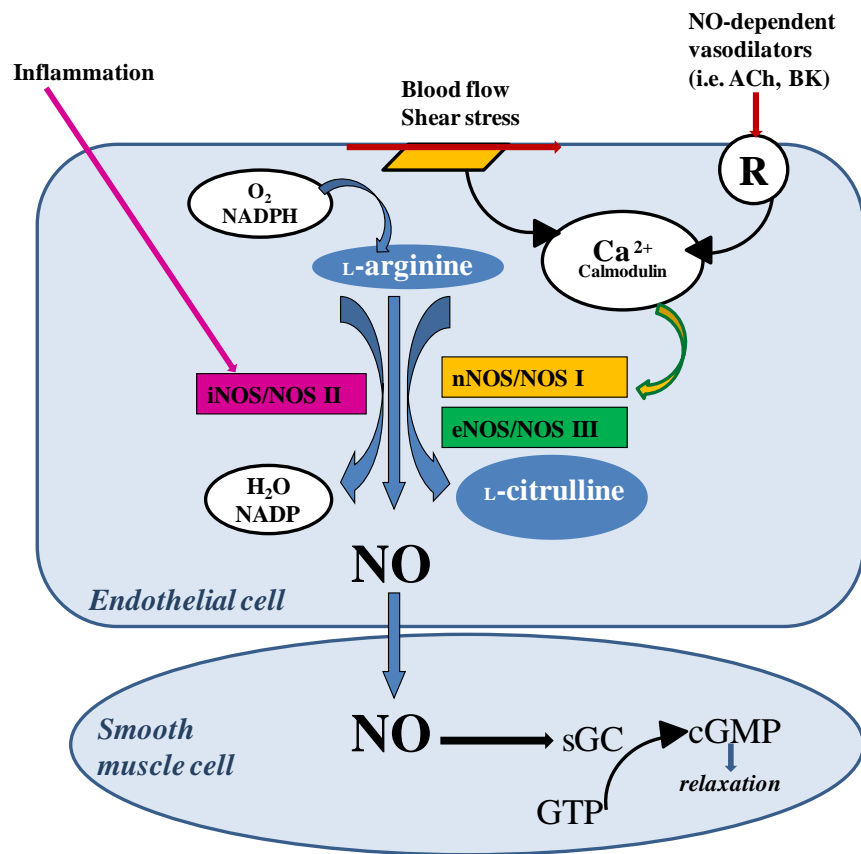 NO-dependent
vasodilators
(i.e. ACh, BK)
Inflammation
Blood flow
Shear stress
R
O₂
NADPH
L-arginine
Ca²⁺
Calmodulin
iNOS/NOS II
nNOS/NOS I
eNOS/NOS III
H₂O
NADP
L-citrulline
NO
Endothelial cell
Smooth
muscle cell
NO
sGC
cGMP
relaxation
GTP